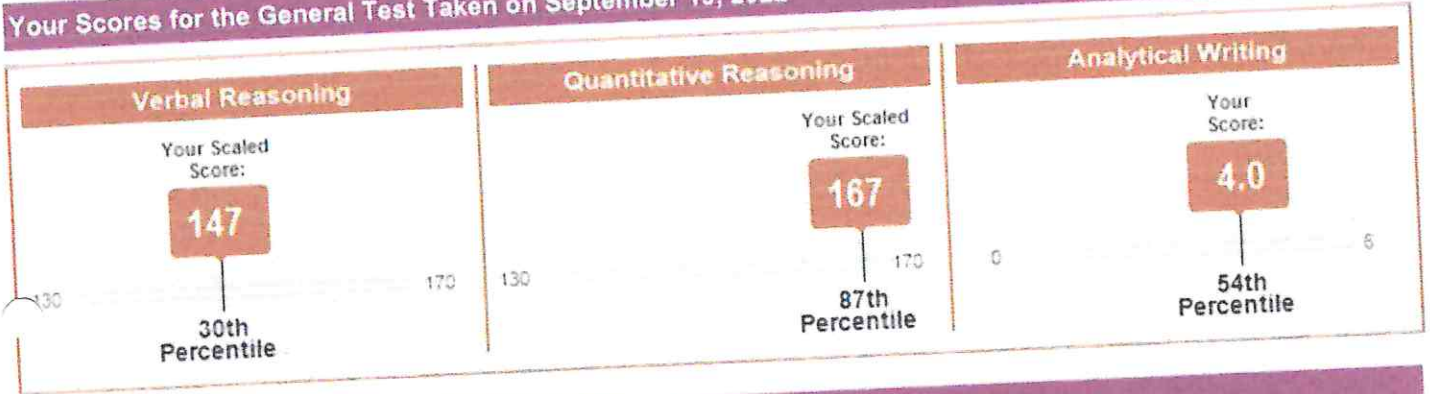 Your Scores for the General Test Taken on September
Verbal Reasoning
Your Scaled
Score:
147
130
170
30th
Percentile
Quantitative Reasoning
Your Scaled
Score:
167
130
170
87th
Percentile
Analytical Writing
Your
Score:
4.0
0
6
54th
Percentile